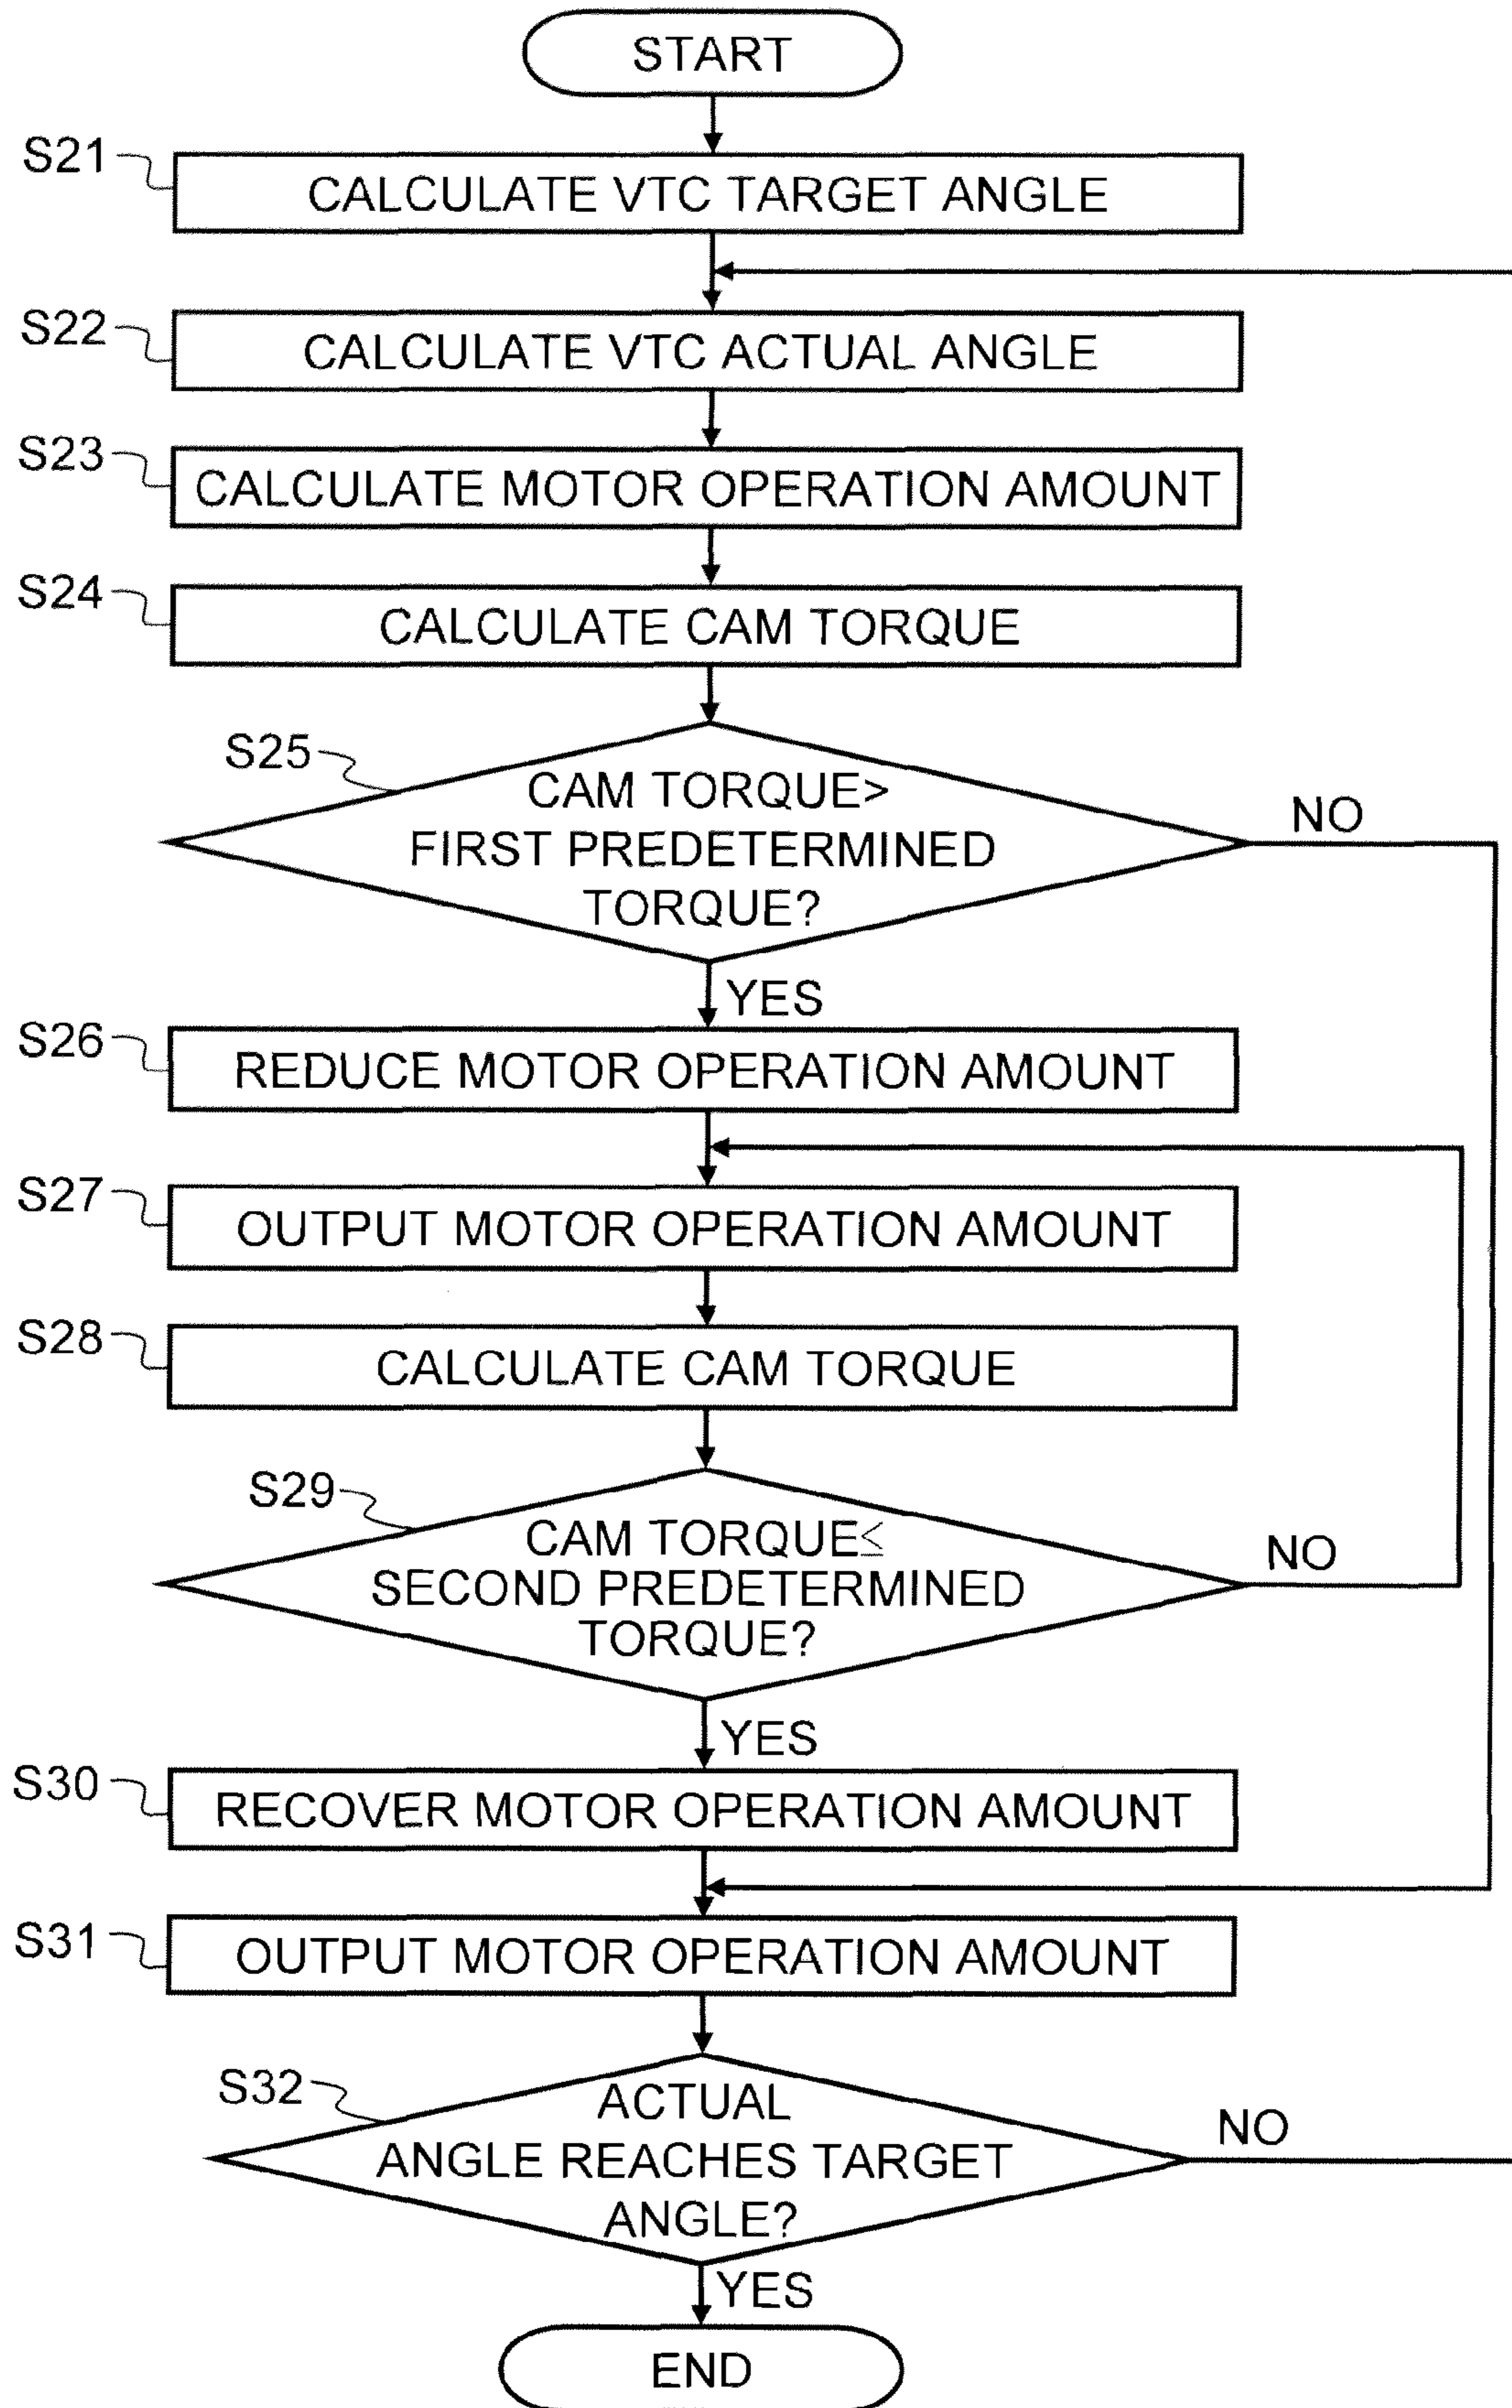 START
S21
CALCULATE VTC TARGET ANGLE
S22
CALCULATE VTC ACTUAL ANGLE
S23
CALCULATE MOTOR OPERATION AMOUNT
S24
CALCULATE CAM TORQUE
S25
CAM TORQUE>
FIRST PREDETERMINED
TORQUE?
NO
YES
S26
REDUCE MOTOR OPERATION AMOUNT
S27
OUTPUT MOTOR OPERATION AMOUNT
S28
CALCULATE CAM TORQUE
S29
CAM TORQUE≤
SECOND PREDETERMINED
TORQUE?
NO
YES
S30
RECOVER MOTOR OPERATION AMOUNT
S31
OUTPUT MOTOR OPERATION AMOUNT
S32
ACTUAL
ANGLE REACHES TARGET
ANGLE?
NO
YES
END